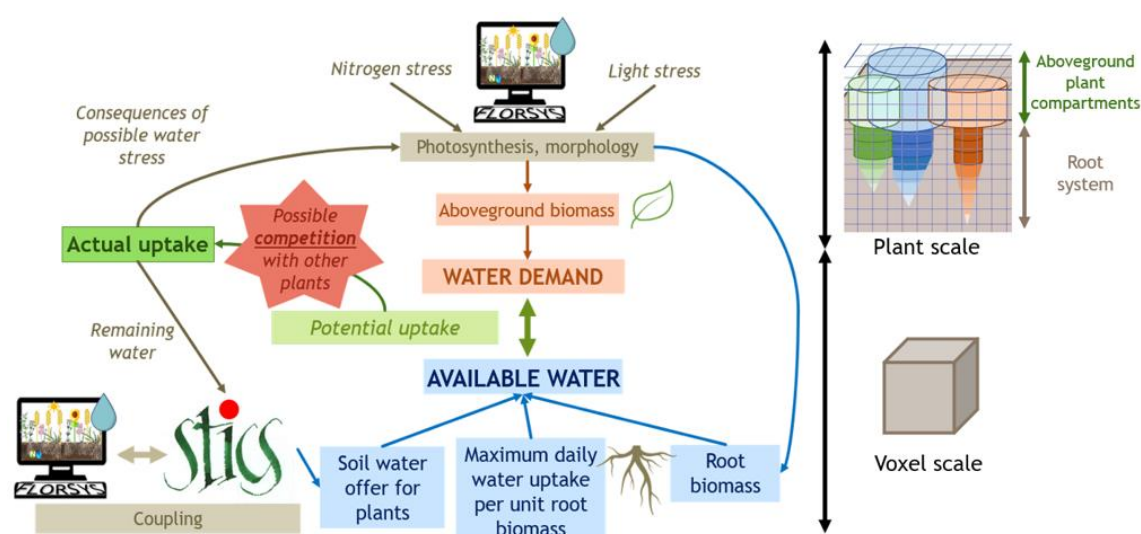 Nitrogen stress
Light stress
FLORSYS
Consequences of
possible water
stress
Photosynthesis, morphology
Aboveground
plant
compartments
Root
system
Plant scale
Aboveground biomass
Actual uptake
Possible
competition
with other
plants
WATER DEMAND
Potential uptake
Remaining
water
AVAILABLE WATER
FLORSYS
STICS
Coupling
Soil water
offer for
plants
Maximum daily
water uptake
per unit root
biomass
Root
biomass
Voxel scale